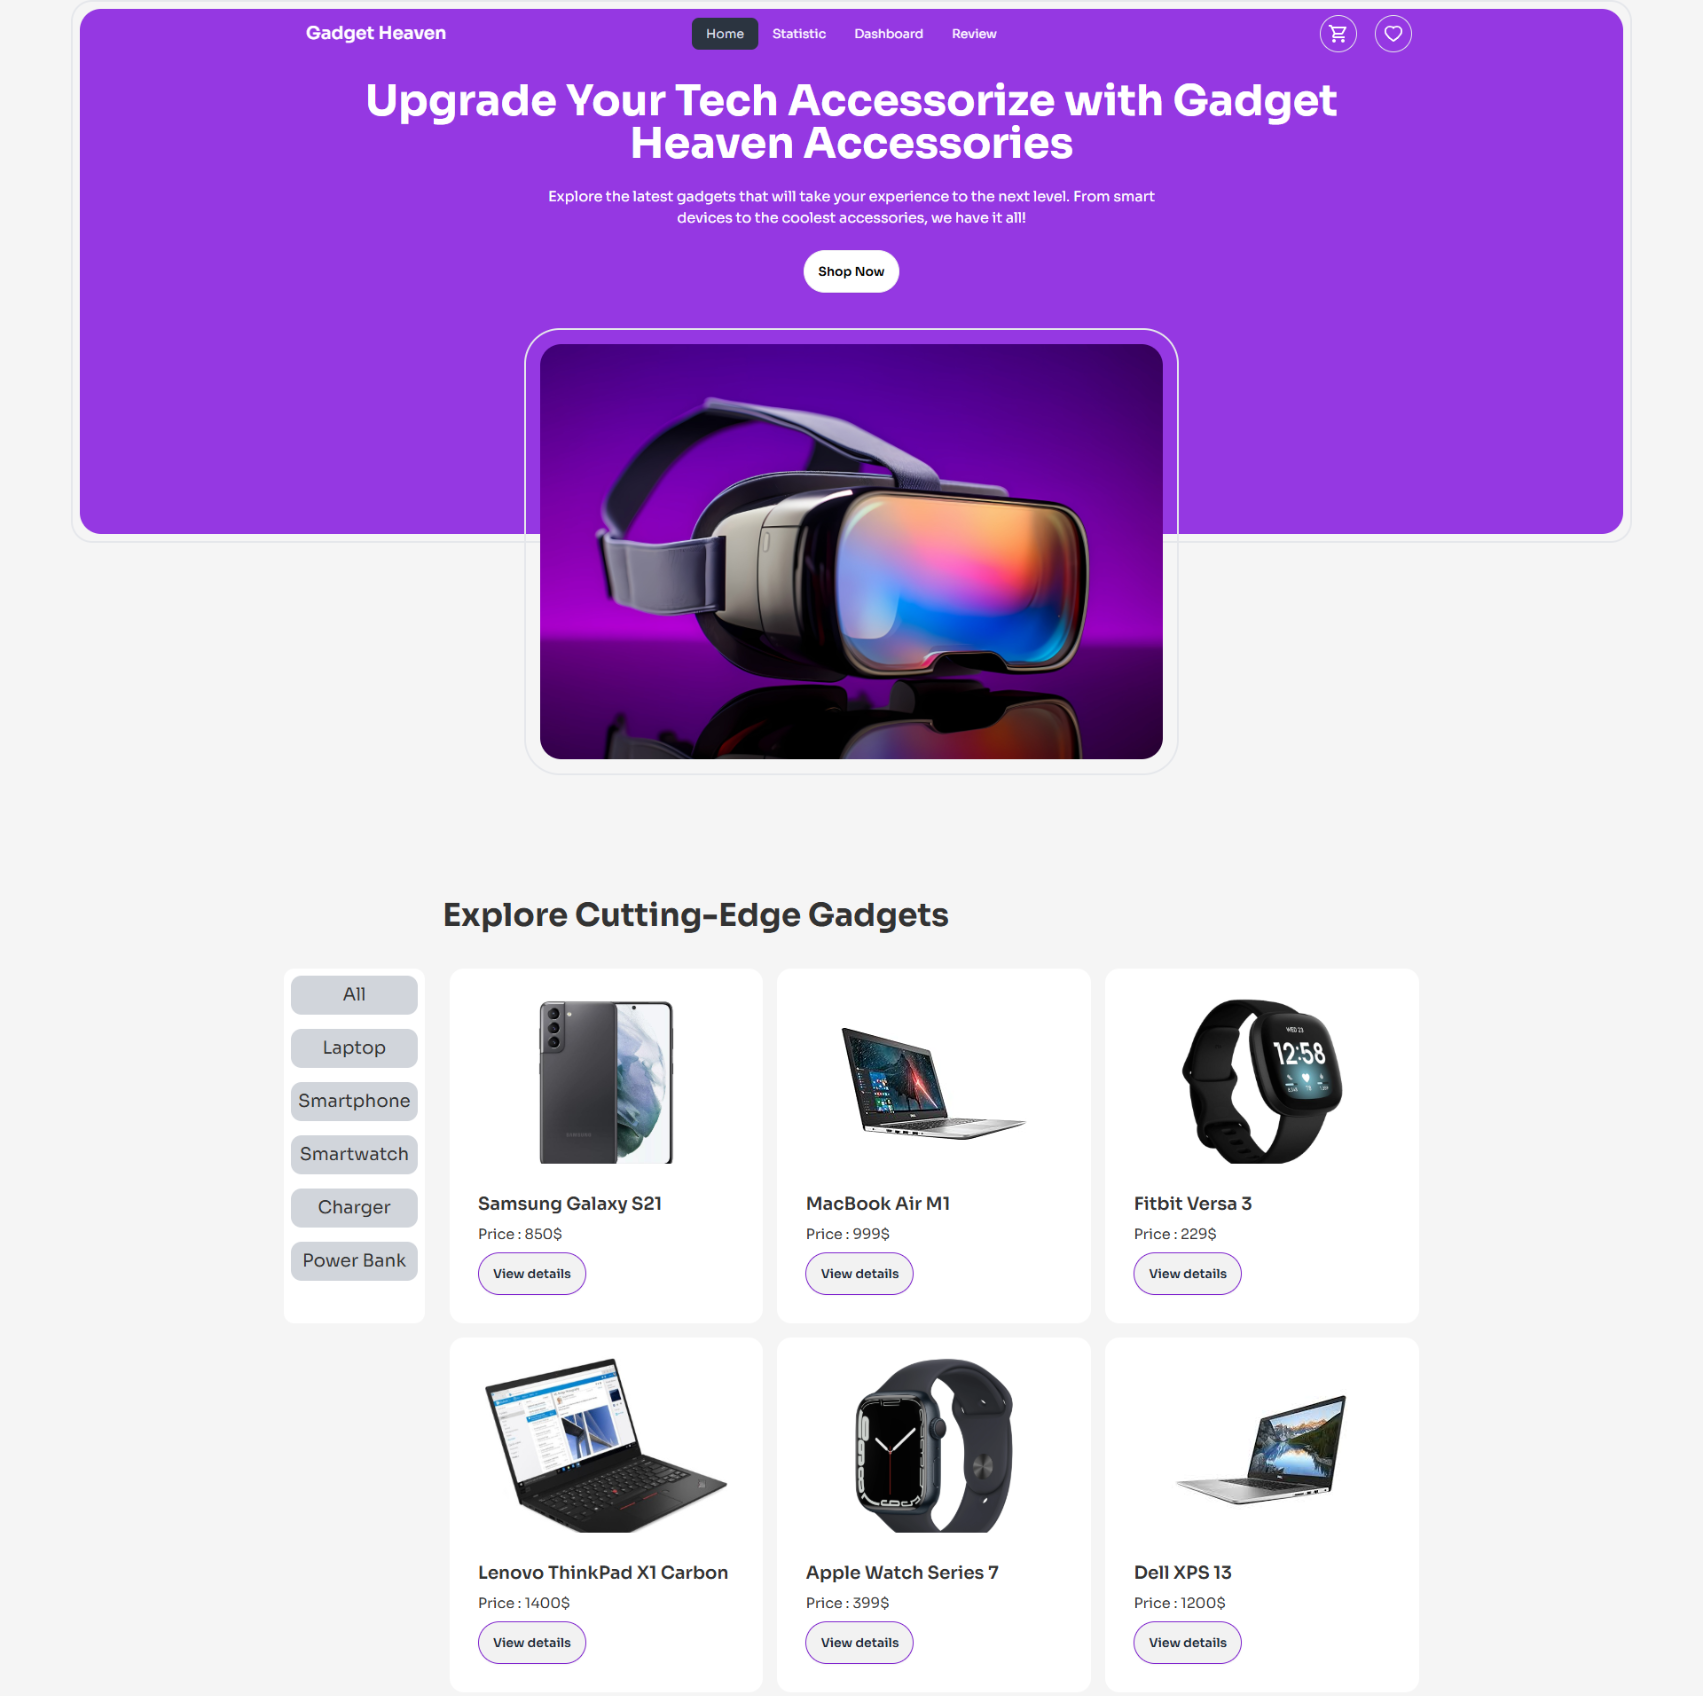 Gadget Heaven
Home
Statistic
Dashboard
Review
Upgrade Your Tech Accessorize with Gadget
Heaven Accessories
Explore the latest gadgets that will take your experience to the next level. From smart
devices to the coolest accessories, we have it all!
Shop Now
Explore Cutting-Edge Gadgets
All
Laptop
Smartphone
Smartwatch
Charger
Power Bank
SAMSUNG
Samsung Galaxy S21
Price : 850$
View details
MacBook Air M1
Price : 999$
View details
WED 23
12:58
Fitbit Versa 3
Price : 229$
View details
Lenovo ThinkPad X1 Carbon
Price : 1400$
View details
Apple Watch Series 7
Price : 399$
View details
Dell XPS 13
Price : 1200$
View details